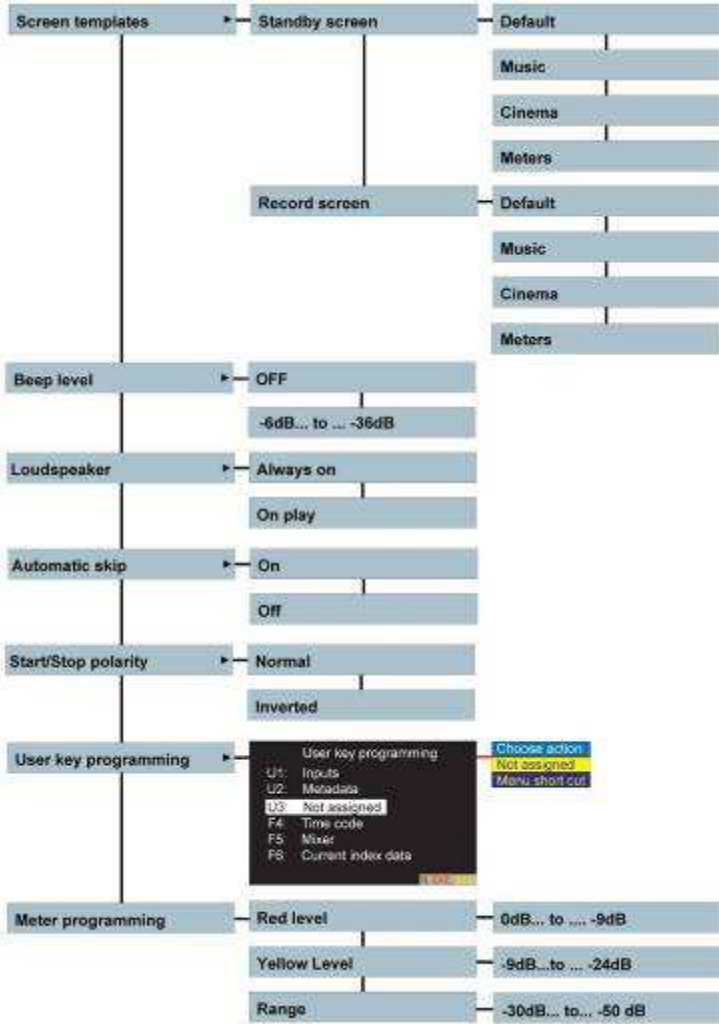 Screen templates
Standby screen
Default
Music
Cinema
Meters
Record screen
Default
Music
Cinema
Meters
Beep level
OFF
-6dB... to ... -36dB
Loudspeaker
Always on
On play
Automatic skip
On
Off
Start/Stop polarity
Normal
Inverted
User key programming
User key programming
U1: Inputs
U2: Metadata
U3: Not assigned
F4: Time code
F5: Mixer
F6: Current index data
Choose action
Not assigned
Menu short cut
Meter programming
Red level
0dB... to .... -9dB
Yellow Level
-9dB...to ... -24dB
Range
-30dB... to... -50 dB